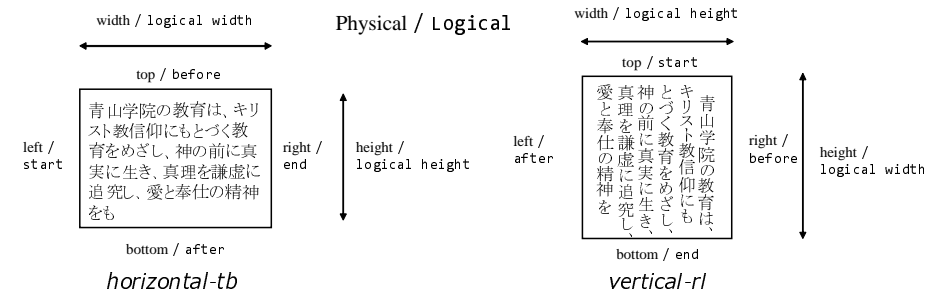 Physical / Logical
width / logical width
top / before
left /
start
青山学院の教育は、キリ
スト教信仰にもとづく教
育をめざし、神の前に真
実に生き、真理を謙虚に
追究し、愛と奉仕の精神
をも
right /
end
height /
logical height
bottom / after
horizontal-tb
width / logical height
top / start
left /
after
青山学院の教育は、
キリスト教信仰にも
とづく教育をめざし、
神の前に真実に生き、
真理を謙虚に追究し、
愛と奉仕の精神を
right /
before
height /
logical width
bottom / end
vertical-rl